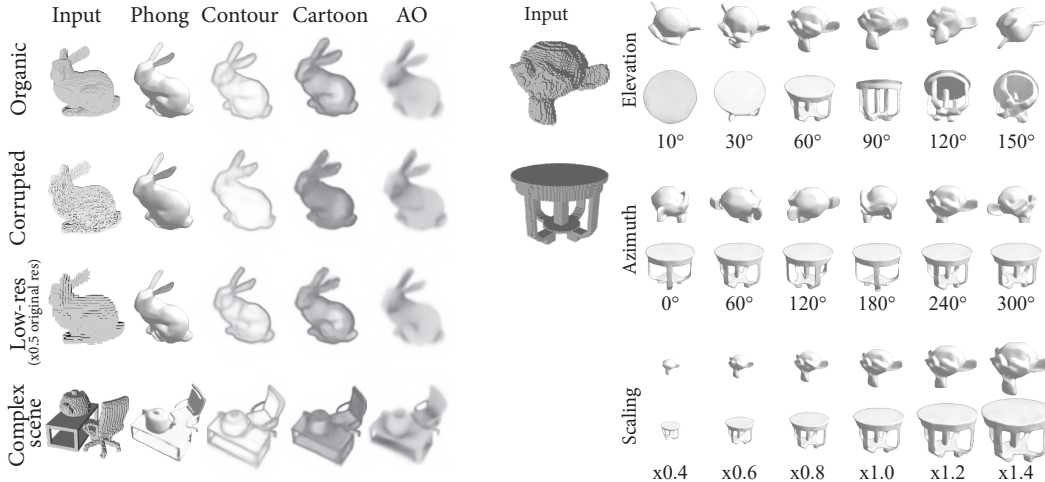 Input Phong Contour Cartoon AO
Organic
Corrupted
Low-res
(x0.5 original res)
Complex
scene
Input
Elevation
10° 30° 60° 90° 120° 150°
Azimuth
0° 60° 120° 180° 240° 300°
Scaling
x0.4 x0.6 x0.8 x1.0 x1.2 x1.4